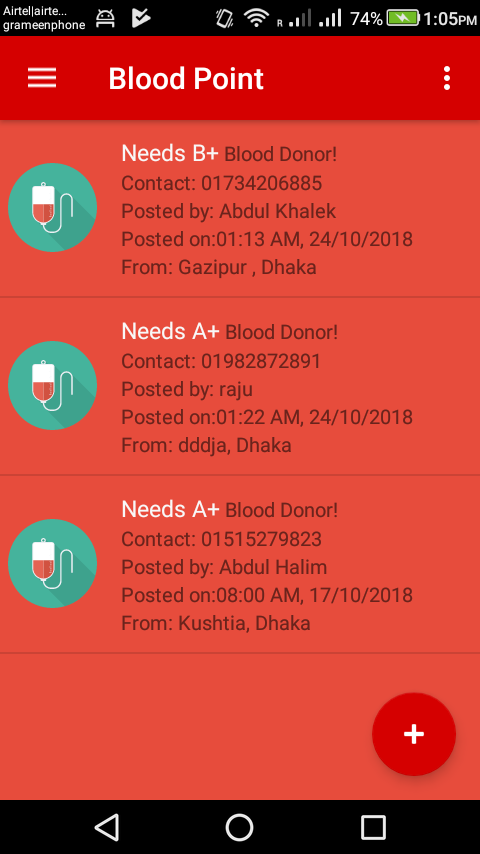 Airtel|airte...
grameenphone
R
74%
1:05PM
Blood Point
Needs B+ Blood Donor!
Contact: 01734206885
Posted by: Abdul Khalek
Posted on:01:13 AM, 24/10/2018
From: Gazipur , Dhaka
Needs A+ Blood Donor!
Contact: 01982872891
Posted by: raju
Posted on:01:22 AM, 24/10/2018
From: dddja, Dhaka
Needs A+ Blood Donor!
Contact: 01515279823
Posted by: Abdul Halim
Posted on:08:00 AM, 17/10/2018
From: Kushtia, Dhaka
+